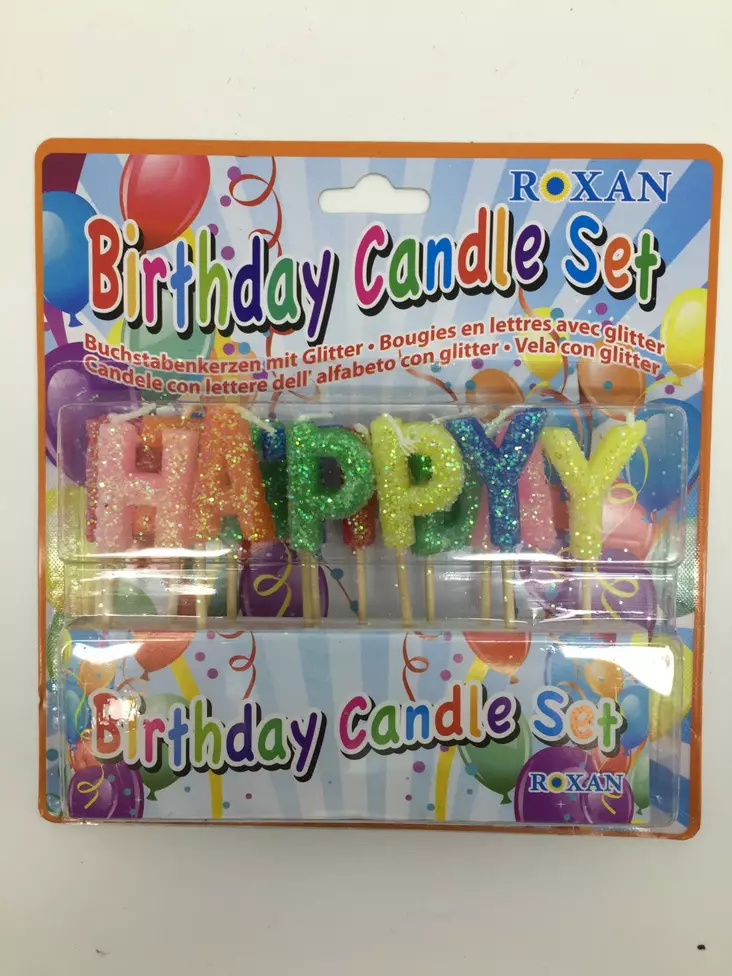 ROXAN
Birthday Candle Set
Buchstabenkerzen mit Glitter • Bougies en lettres avec glitter
Candele con lettere dell' alfabeto con glitter • Vela con glitter
HAPPYY
Birthday Candle Set
ROXAN